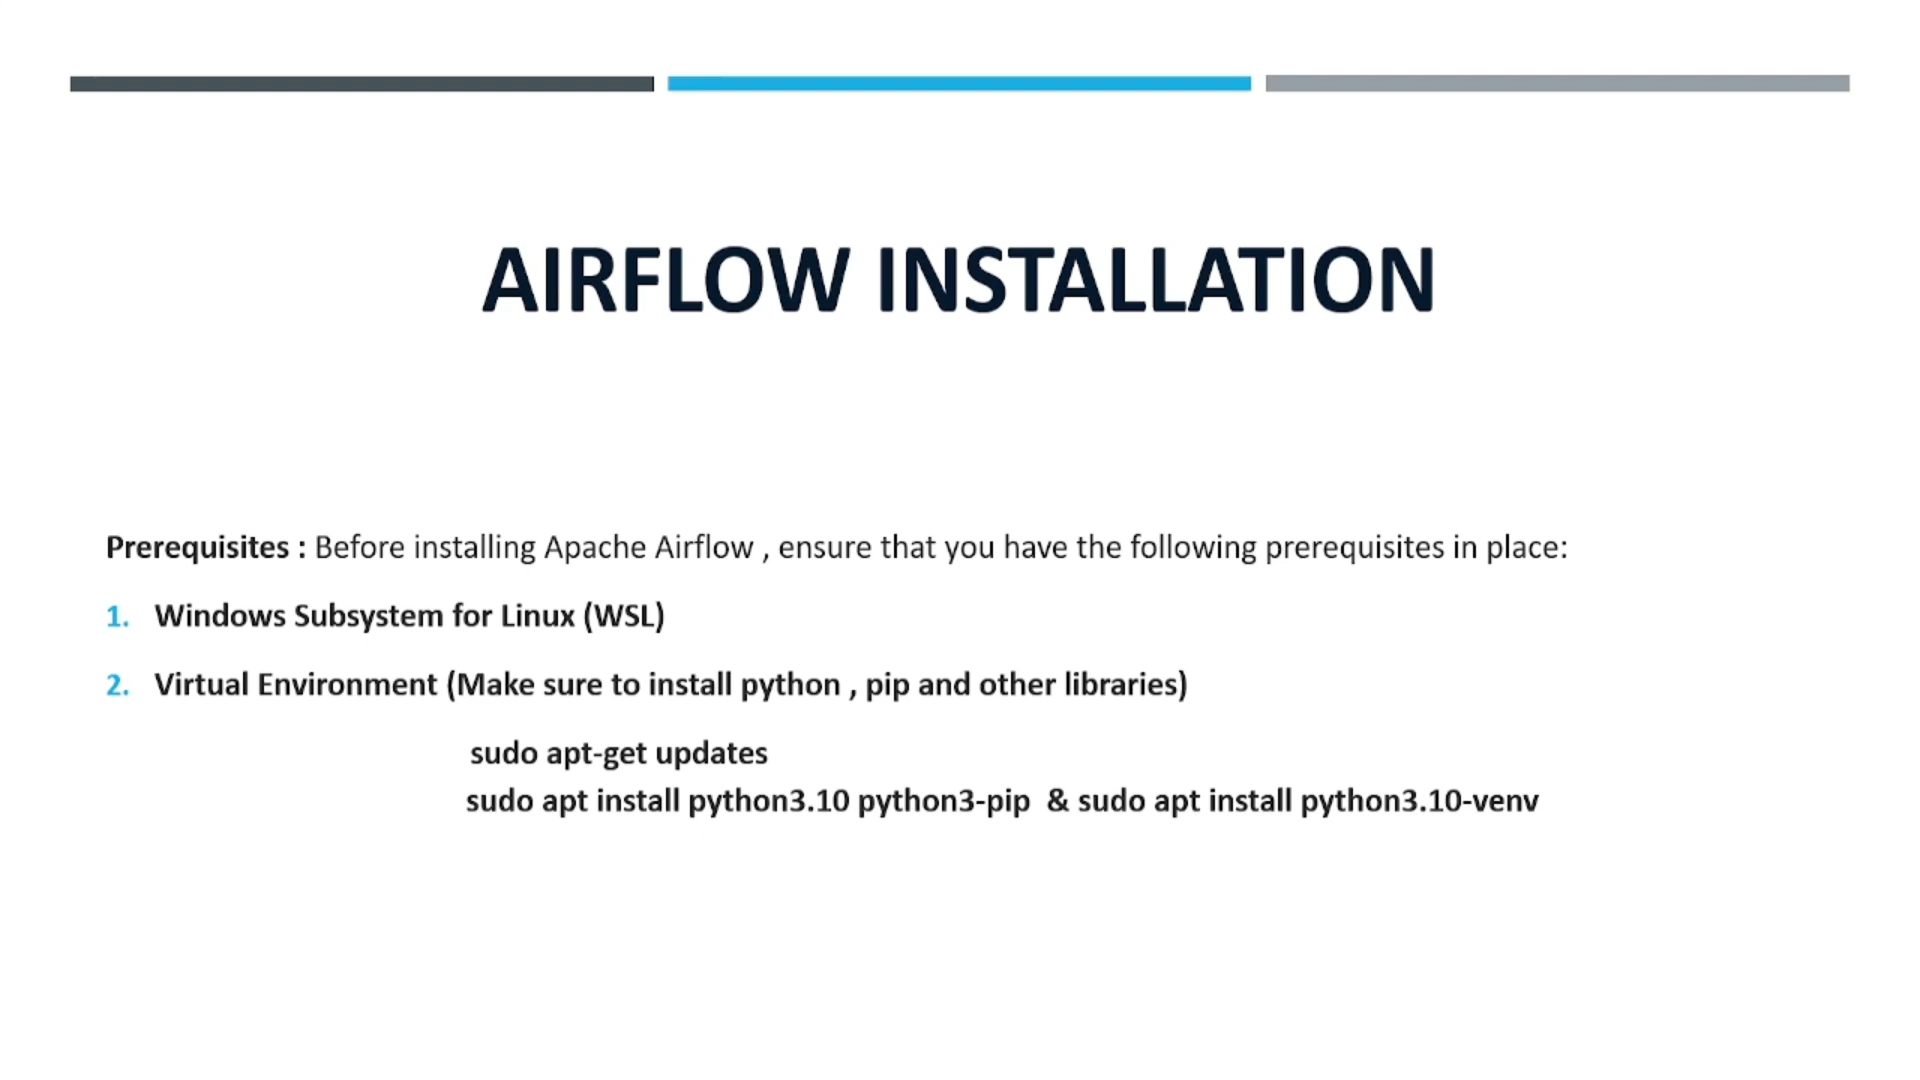 AIRFLOW INSTALLATION
Prerequisites : Before installing Apache Airflow , ensure that you have the following prerequisites in place:
1. Windows Subsystem for Linux (WSL)
2. Virtual Environment (Make sure to install python , pip and other libraries)
sudo apt-get updates
sudo apt install python3.10 python3-pip & sudo apt install python3.10-venv